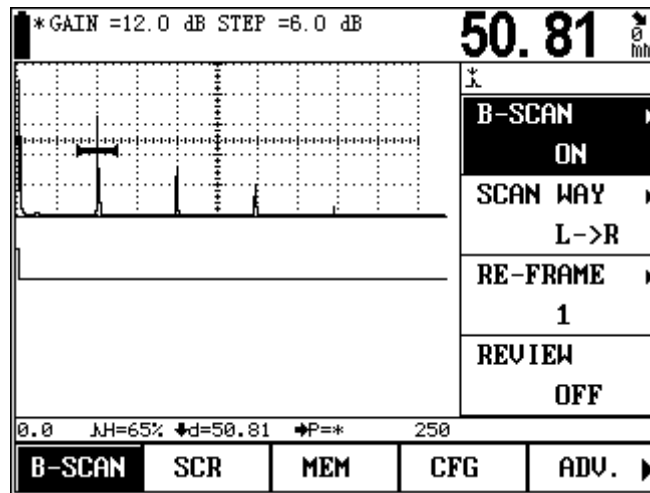 *GAIN =12.0 dB STEP =6.0 dB
50.81
0
B-SCAN
ON
SCAN WAY
L->R
RE-FRAME
1
REVIEW
OFF
0.0 H=65% d=50.81 P=* 250
B-SCAN SCR MEM CFG ADV.